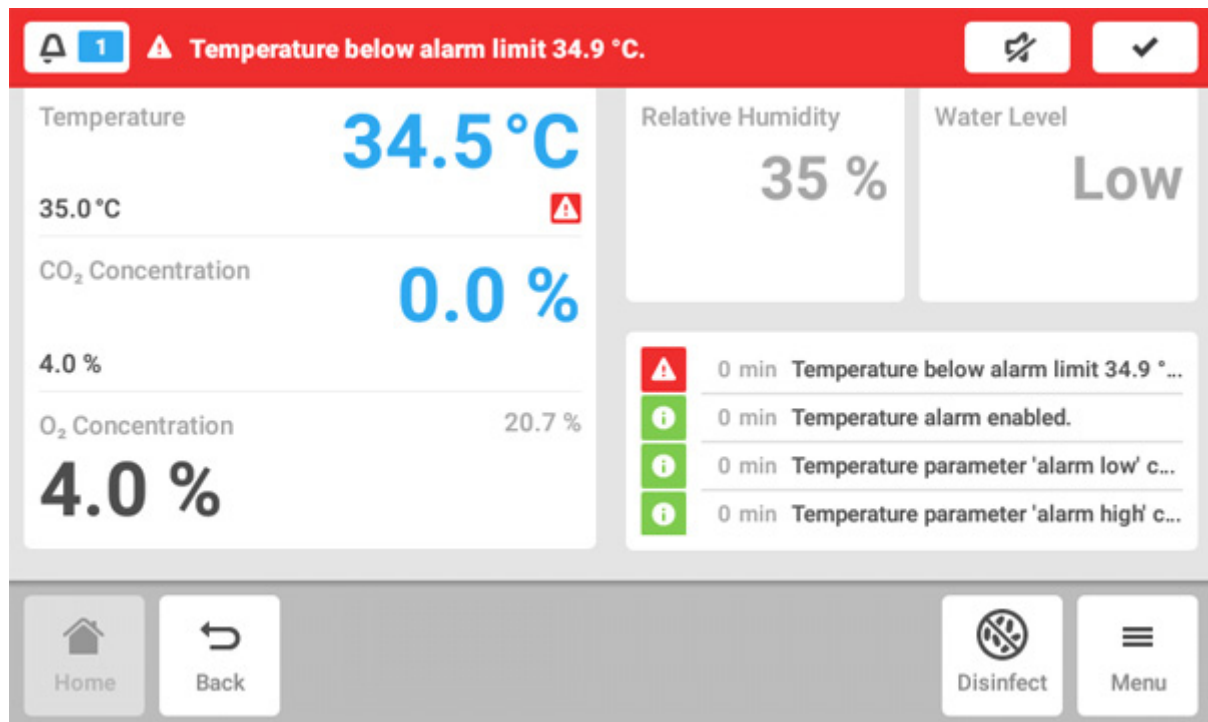 1
Temperature below alarm limit 34.9 °C.
Temperature
34.5 °C
35.0 °C
CO₂ Concentration
0.0 %
4.0 %
O₂ Concentration
20.7 %
4.0 %
Relative Humidity
35 %
Water Level
Low
0 min Temperature below alarm limit 34.9 °...
0 min Temperature alarm enabled.
0 min Temperature parameter 'alarm low' c...
0 min Temperature parameter 'alarm high' c...
Home
Back
Disinfect
Menu